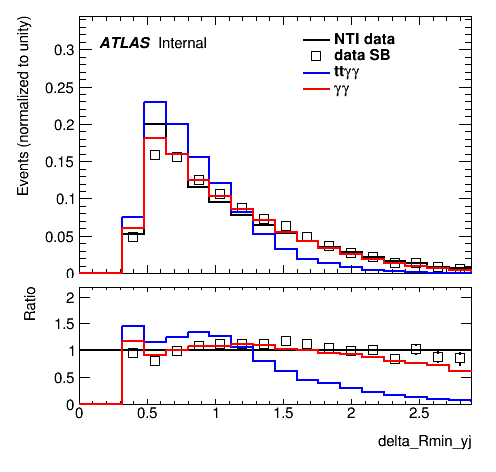 ATLAS Internal
NTI data
data SB
ttγγ
γγ
Events (normalized to unity)
0.3
0.25
0.2
0.15
0.1
0.05
0
Ratio
2
1.5
1
0.5
0
0 0.5 1 1.5 2 2.5
delta_Rmin_yj